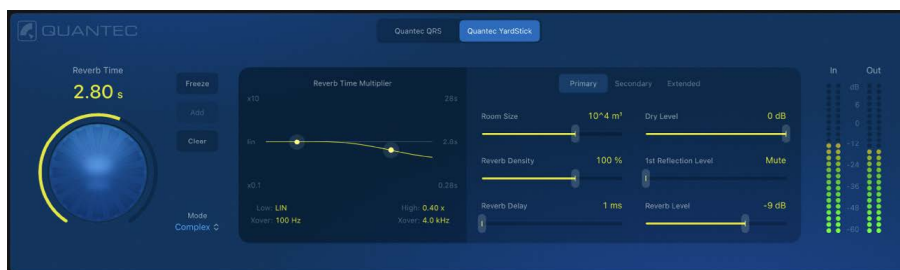 QUANTEC
Quantec QRS
Quantec YardStick
Reverb Time
2.80 s
Freeze
Add
Clear
Mode
Complex
Reverb Time Multiplier
x10
28s
lin
2.8s
x0.1
0.28s
Low: LIN
High: 0.40 x
Xover: 100 Hz
Xover: 4.0 kHz
Primary
Secondary
Extended
Room Size
10^4 m³
Dry Level
0 dB
Reverb Density
100 %
1st Reflection Level
Mute
Reverb Delay
1 ms
Reverb Level
-9 dB
In
Out
dB
0
-12
-24
-36
-48
-60